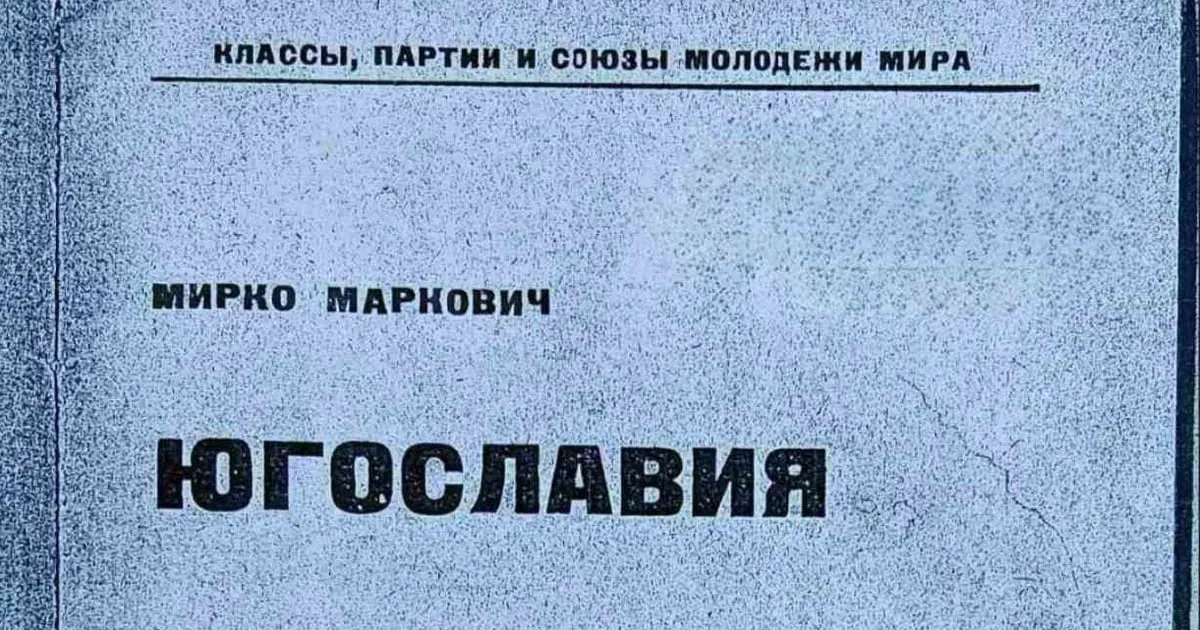 КЛАССЫ, ПАРТИИ И СОЮЗЫ МОЛОДЕЖИ МИРА
МИРКО МАРКОВИЧ
ЮГОСЛАВИЯ